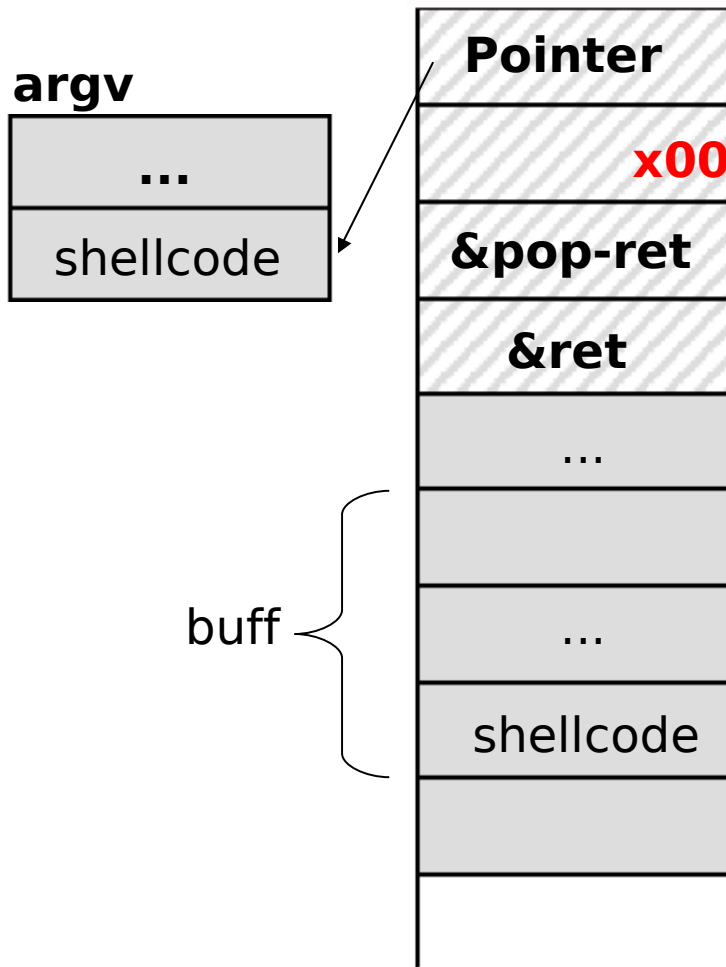 argv
...
shellcode
Pointer
x00
&pop-ret
&ret
...
buff
...
shellcode